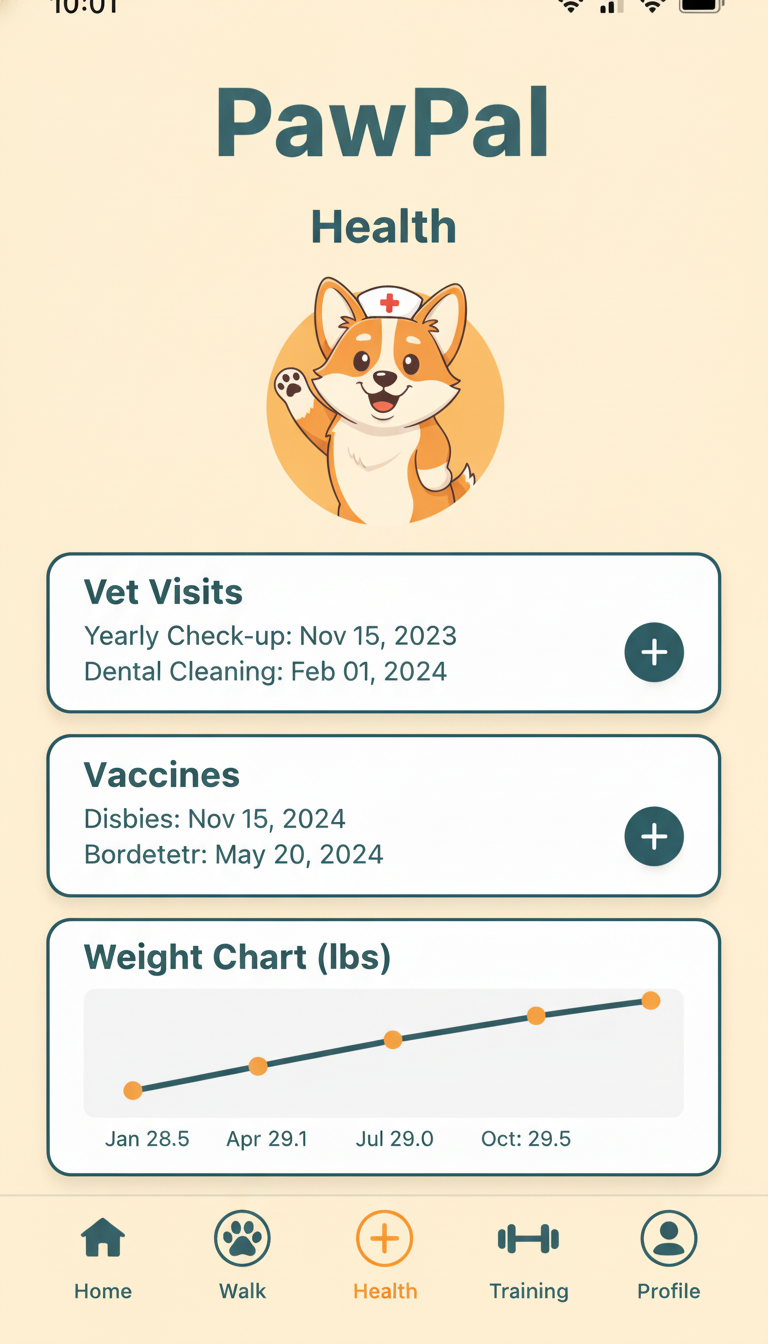 10:01
PawPal
Health
Vet Visits
Yearly Check-up: Nov 15, 2023
Dental Cleaning: Feb 01, 2024
Vaccines
Disbies: Nov 15, 2024
Bordetetr: May 20, 2024
Weight Chart (lbs)
Jan 28.5 Apr 29.1 Jul 29.0 Oct: 29.5
Home Walk Health Training Profile